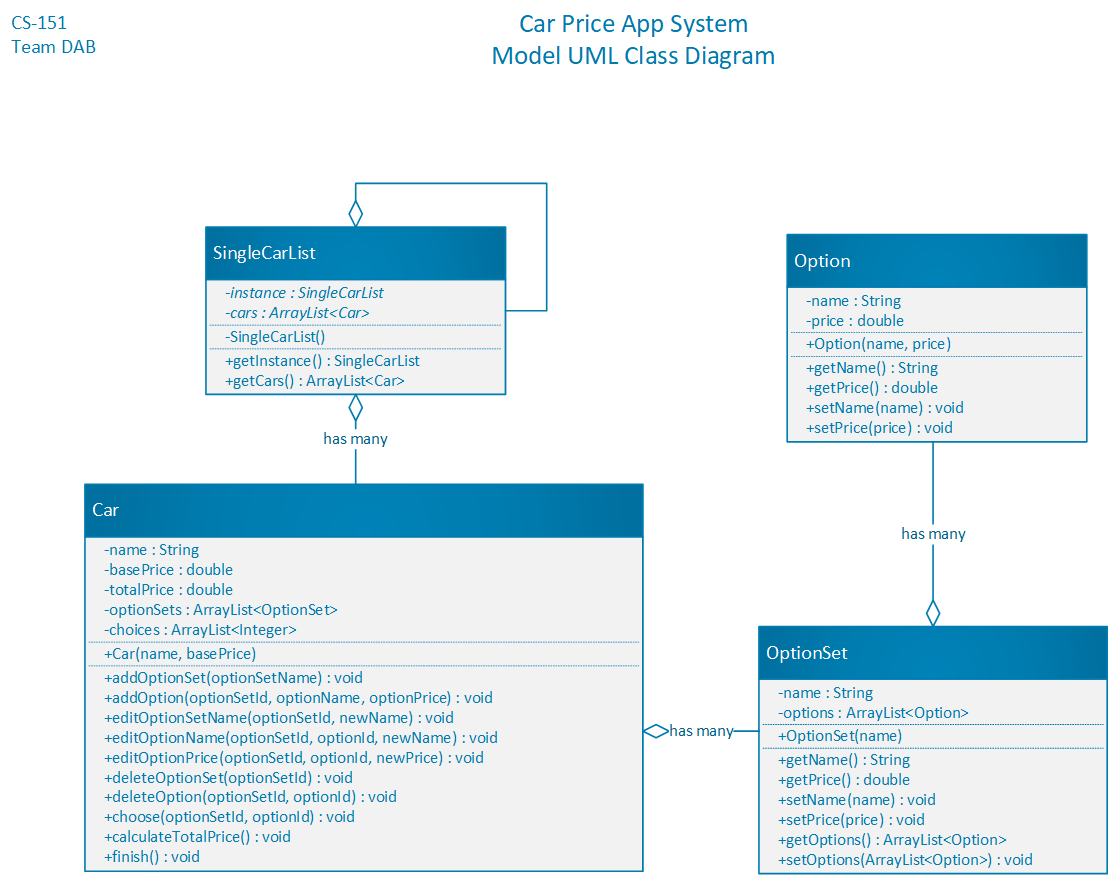 CS-151
Team DAB
Car Price App System
Model UML Class Diagram
SingleCarList
-instance : SingleCarList
-cars : ArrayList<Car>
-SingleCarList()
+getInstance() : SingleCarList
+getCars() : ArrayList<Car>
has many
Option
-name : String
-price : double
+Option(name, price)
+getName() : String
+getPrice() : double
+setName(name) : void
+setPrice(price) : void
has many
Car
-name : String
-basePrice : double
-totalPrice : double
-optionSets : ArrayList<OptionSet>
-choices : ArrayList<Integer>
+Car(name, basePrice)
+addOptionSet(optionSetName) : void
+addOption(optionSetId, optionName, optionPrice) : void
+editOptionSetName(optionSetId, newName) : void
+editOptionName(optionSetId, optionId, newName) : void
+editOptionPrice(optionSetId, optionId, newPrice) : void
+deleteOptionSet(optionSetId) : void
+deleteOption(optionSetId, optionId) : void
+choose(optionSetId, optionId) : void
+calculateTotalPrice() : void
+finish() : void
has many
OptionSet
-name : String
-options : ArrayList<Option>
+OptionSet(name)
+getName() : String
+getPrice() : double
+setName(name) : void
+setPrice(price) : void
+getOptions() : ArrayList<Option>
+setOptions(ArrayList<Option>) : void